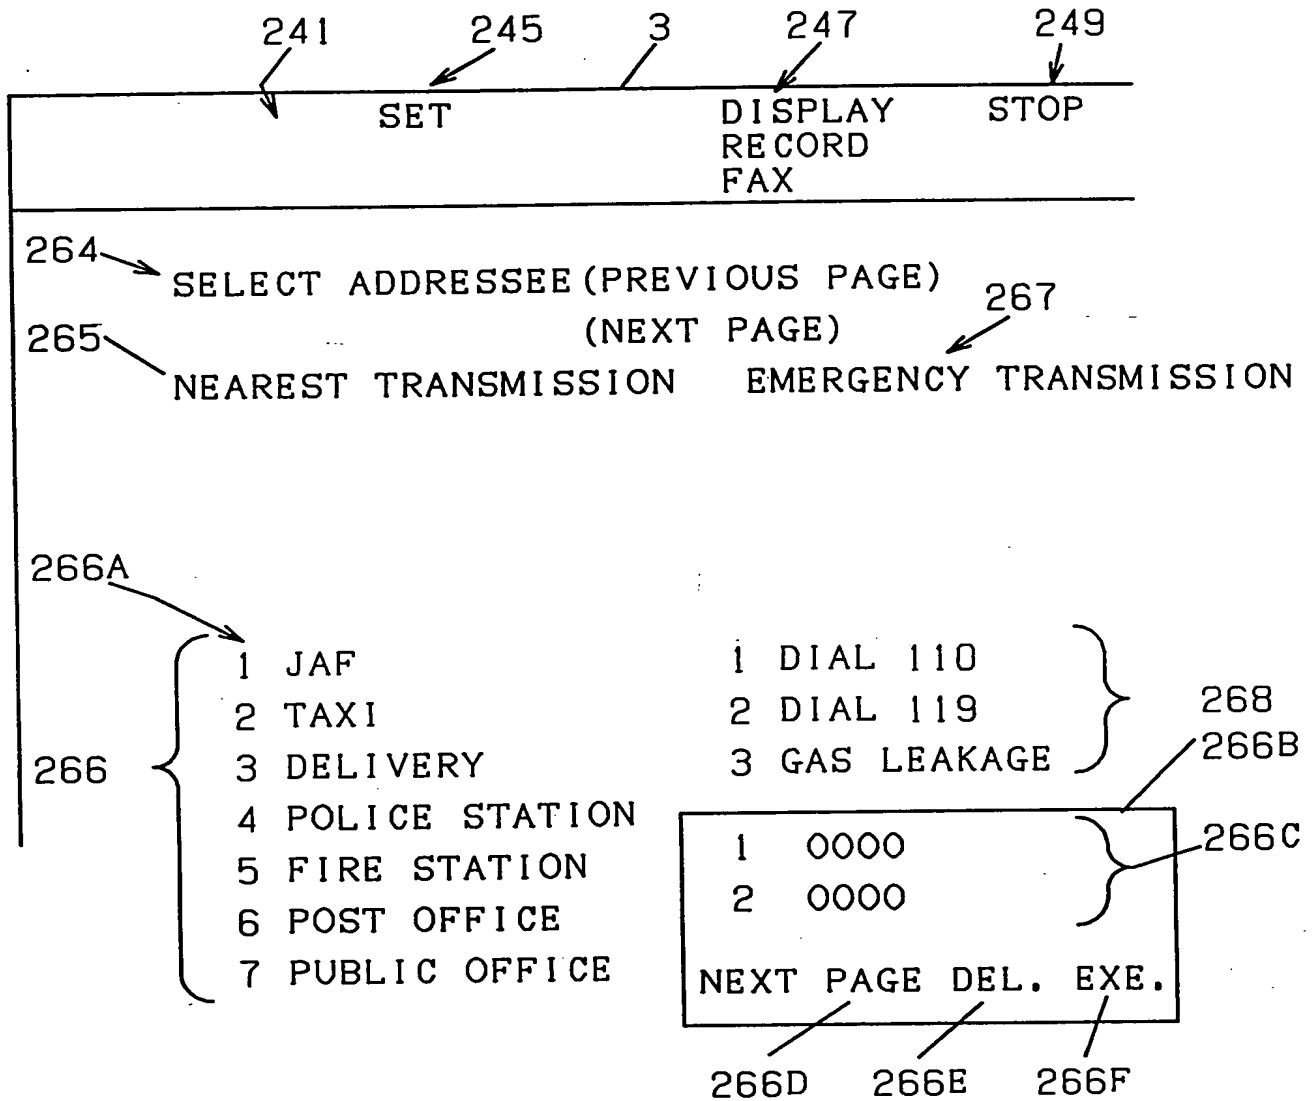 241 245 3 247 249
SET DISPLAY STOP
RECORD
FAX
264
SELECT ADDRESSEE (PREVIOUS PAGE)
267
265 (NEXT PAGE)
NEAREST TRANSMISSION EMERGENCY TRANSMISSION
266A
1 JAF 1 DIAL 110
2 TAXI 2 DIAL 119 268
266 3 DELIVERY 3 GAS LEAKAGE 266B
4 POLICE STATION 1 0000 266C
5 FIRE STATION 2 0000
6 POST OFFICE
7 PUBLIC OFFICE NEXT PAGE DEL. EXE.
266D 266E 266F